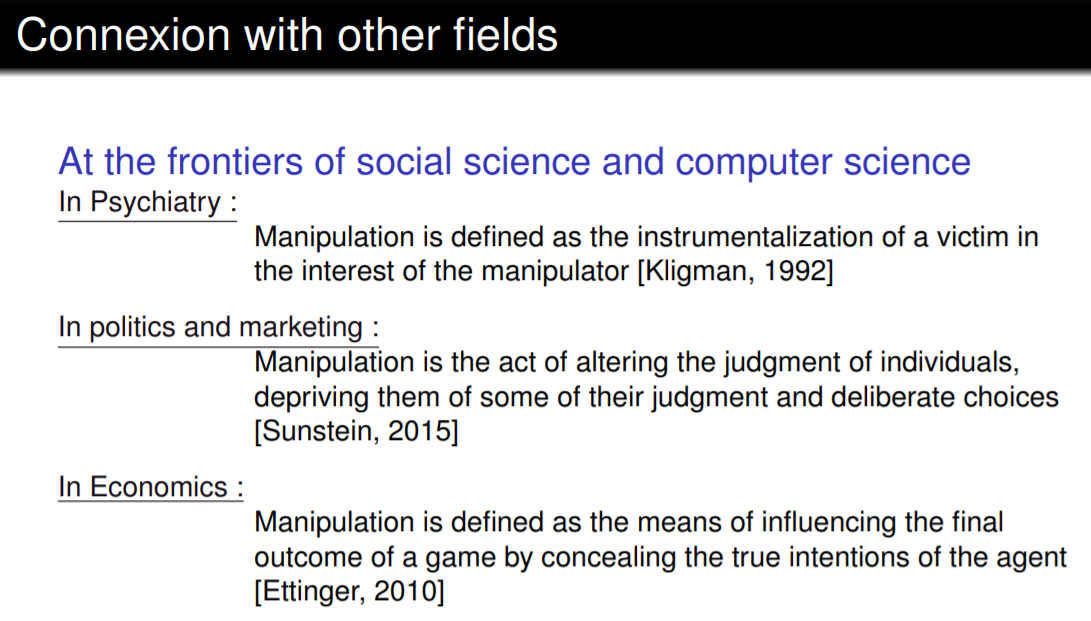 Connexion with other fields
At the frontiers of social science and computer science
In Psychiatry :
Manipulation is defined as the instrumentalization of a victim in
the interest of the manipulator [Kligman, 1992]
In politics and marketing :
Manipulation is the act of altering the judgment of individuals,
depriving them of some of their judgment and deliberate choices
[Sunstein, 2015]
In Economics :
Manipulation is defined as the means of influencing the final
outcome of a game by concealing the true intentions of the agent
[Ettinger, 2010]